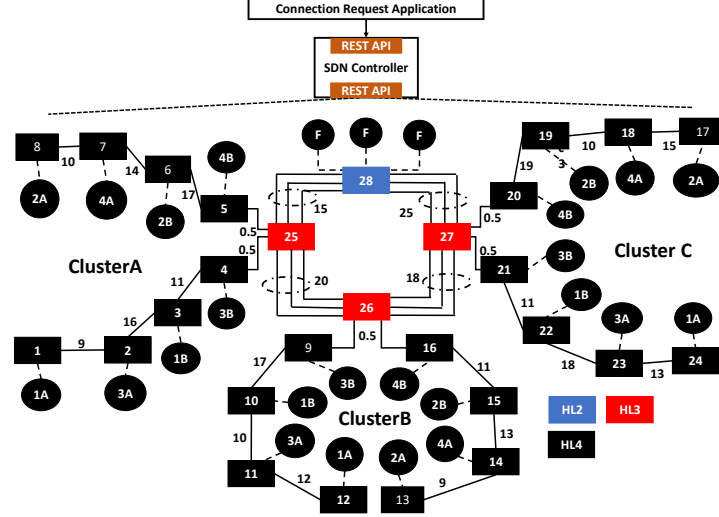 Connection Request Application
REST API
SDN Controller
REST API
F
F
F
8
10
7
14
6
17
5
4B
2A
4A
2B
0.5
25
0.5
15
28
25
27
0.5
0.5
20
18
26
0.5
19
20
19
3
10
18
15
17
2B
4A
2A
4B
ClusterA
11
4
3
16
3B
1
9
2
1B
1A
3A
Cluster C
21
3B
11
1B
22
3A
1A
18
23
13
24
9
16
17
11
3B
4B
10
1B
ClusterB
2B
15
10
3A
4A
13
1A
2A
14
11
12
12
13
9
HL2
HL3
HL4